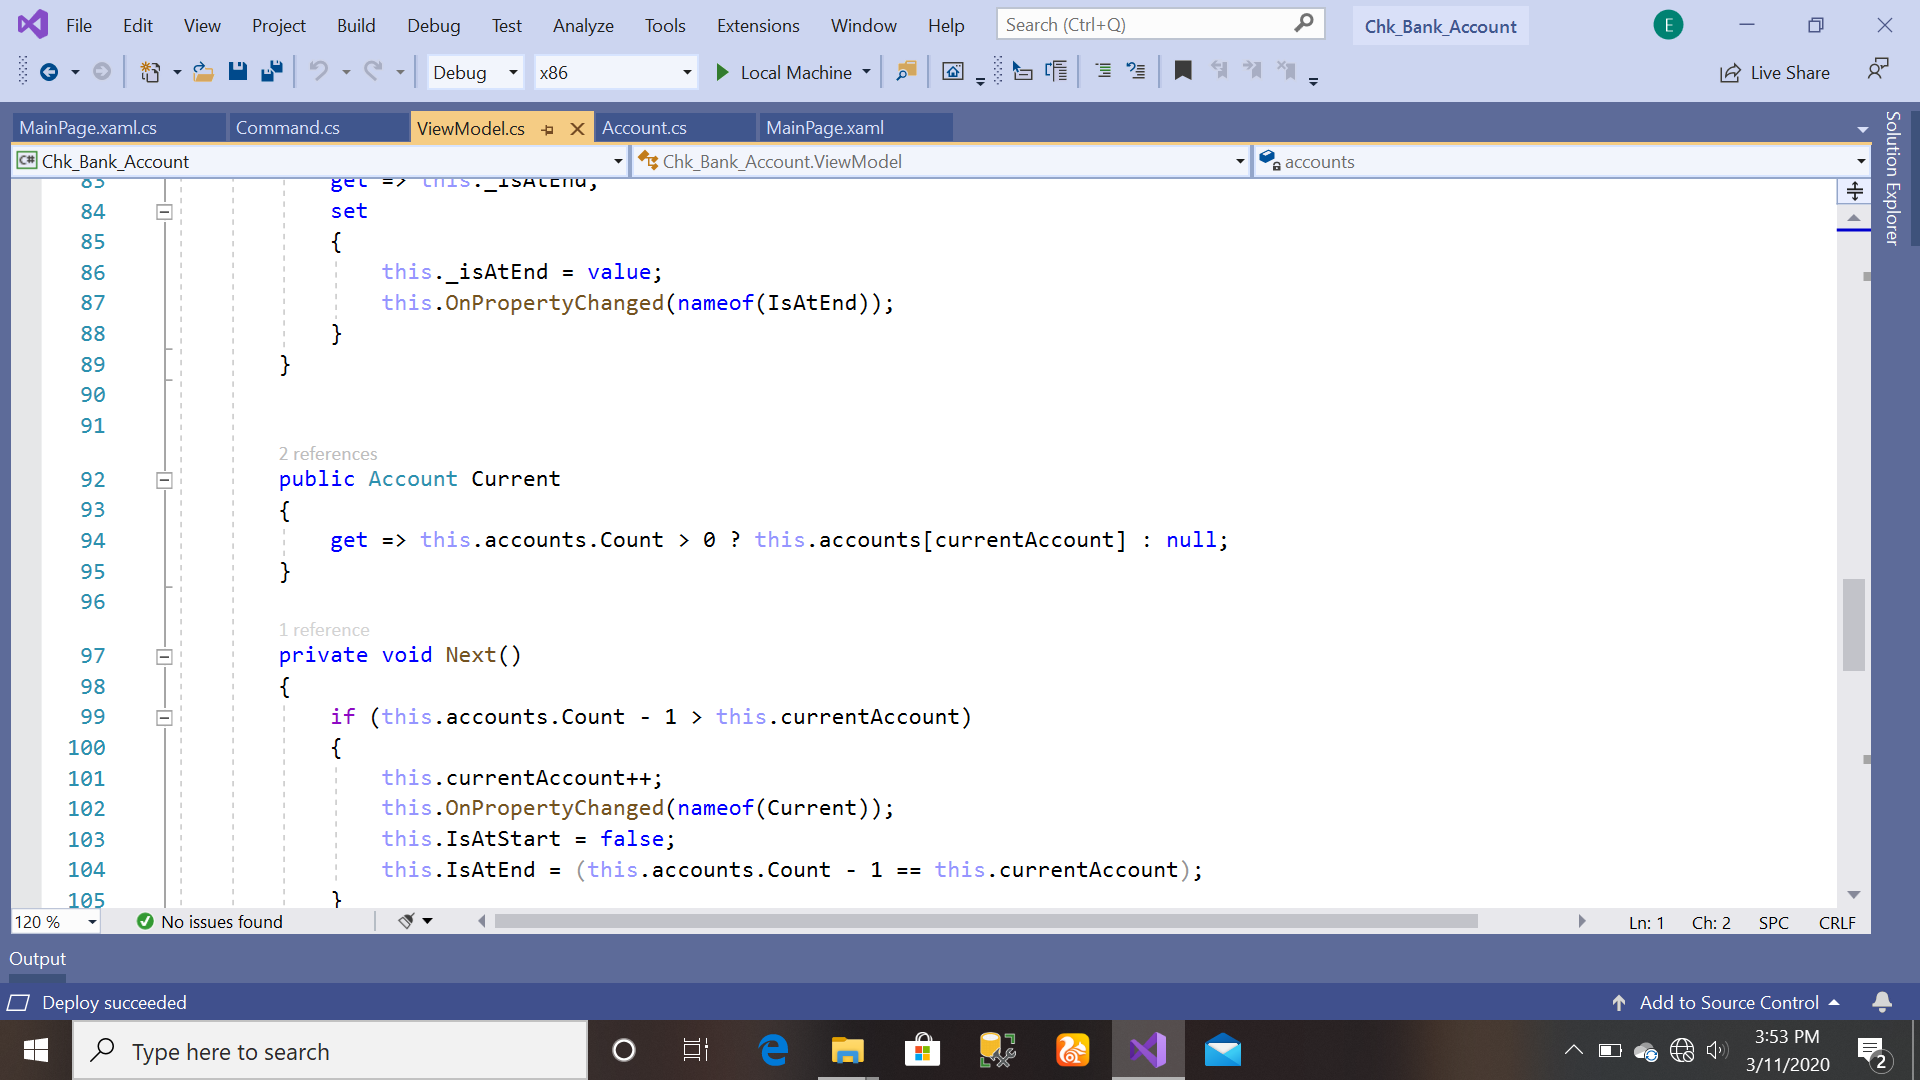 File Edit View Project Build Debug Test Analyze Tools Extensions Window Help Search (Ctrl+Q) Chk_Bank_Account E
Debug x86 Local Machine Live Share
MainPage.xaml.cs Command.cs ViewModel.cs Account.cs MainPage.xaml
C# Chk_Bank_Account Chk_Bank_Account.ViewModel accounts
Solution Explorer
83 get => this._isAtEnd;
84 set
85 {
86 this._isAtEnd = value;
87 this.OnPropertyChanged(nameof(IsAtEnd));
88 }
89 }
90
91
2 references
92 public Account Current
93 {
94 get => this.accounts.Count > 0 ? this.accounts[currentAccount] : null;
95 }
96
1 reference
97 private void Next()
98 {
99 if (this.accounts.Count - 1 > this.currentAccount)
100 {
101 this.currentAccount++;
102 this.OnPropertyChanged(nameof(Current));
103 this.IsAtStart = false;
104 this.IsAtEnd = (this.accounts.Count - 1 == this.currentAccount);
105 }
120 % No issues found Ln: 1 Ch: 2 SPC CRLF
Output
Deploy succeeded Add to Source Control
Type here to search
3:53 PM
3/11/2020
2